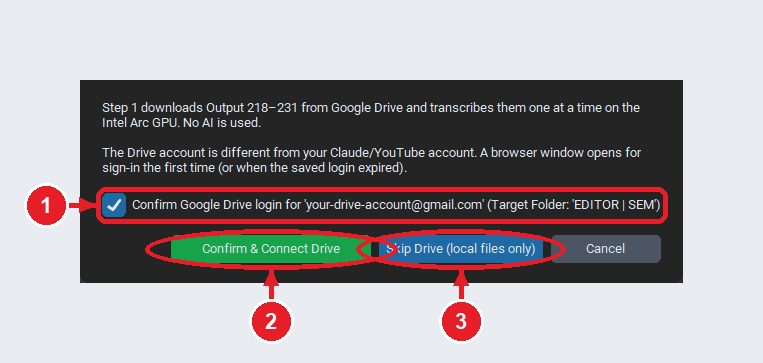 Step 1 downloads Output 218–231 from Google Drive and transcribes them one at a time on the
Intel Arc GPU. No AI is used.
The Drive account is different from your Claude/YouTube account. A browser window opens for
sign-in the first time (or when the saved login expired).
1
Confirm Google Drive login for 'your-drive-account@gmail.com' (Target Folder: 'EDITOR | SEM')
Confirm & Connect Drive
Skip Drive (local files only)
Cancel
2
3